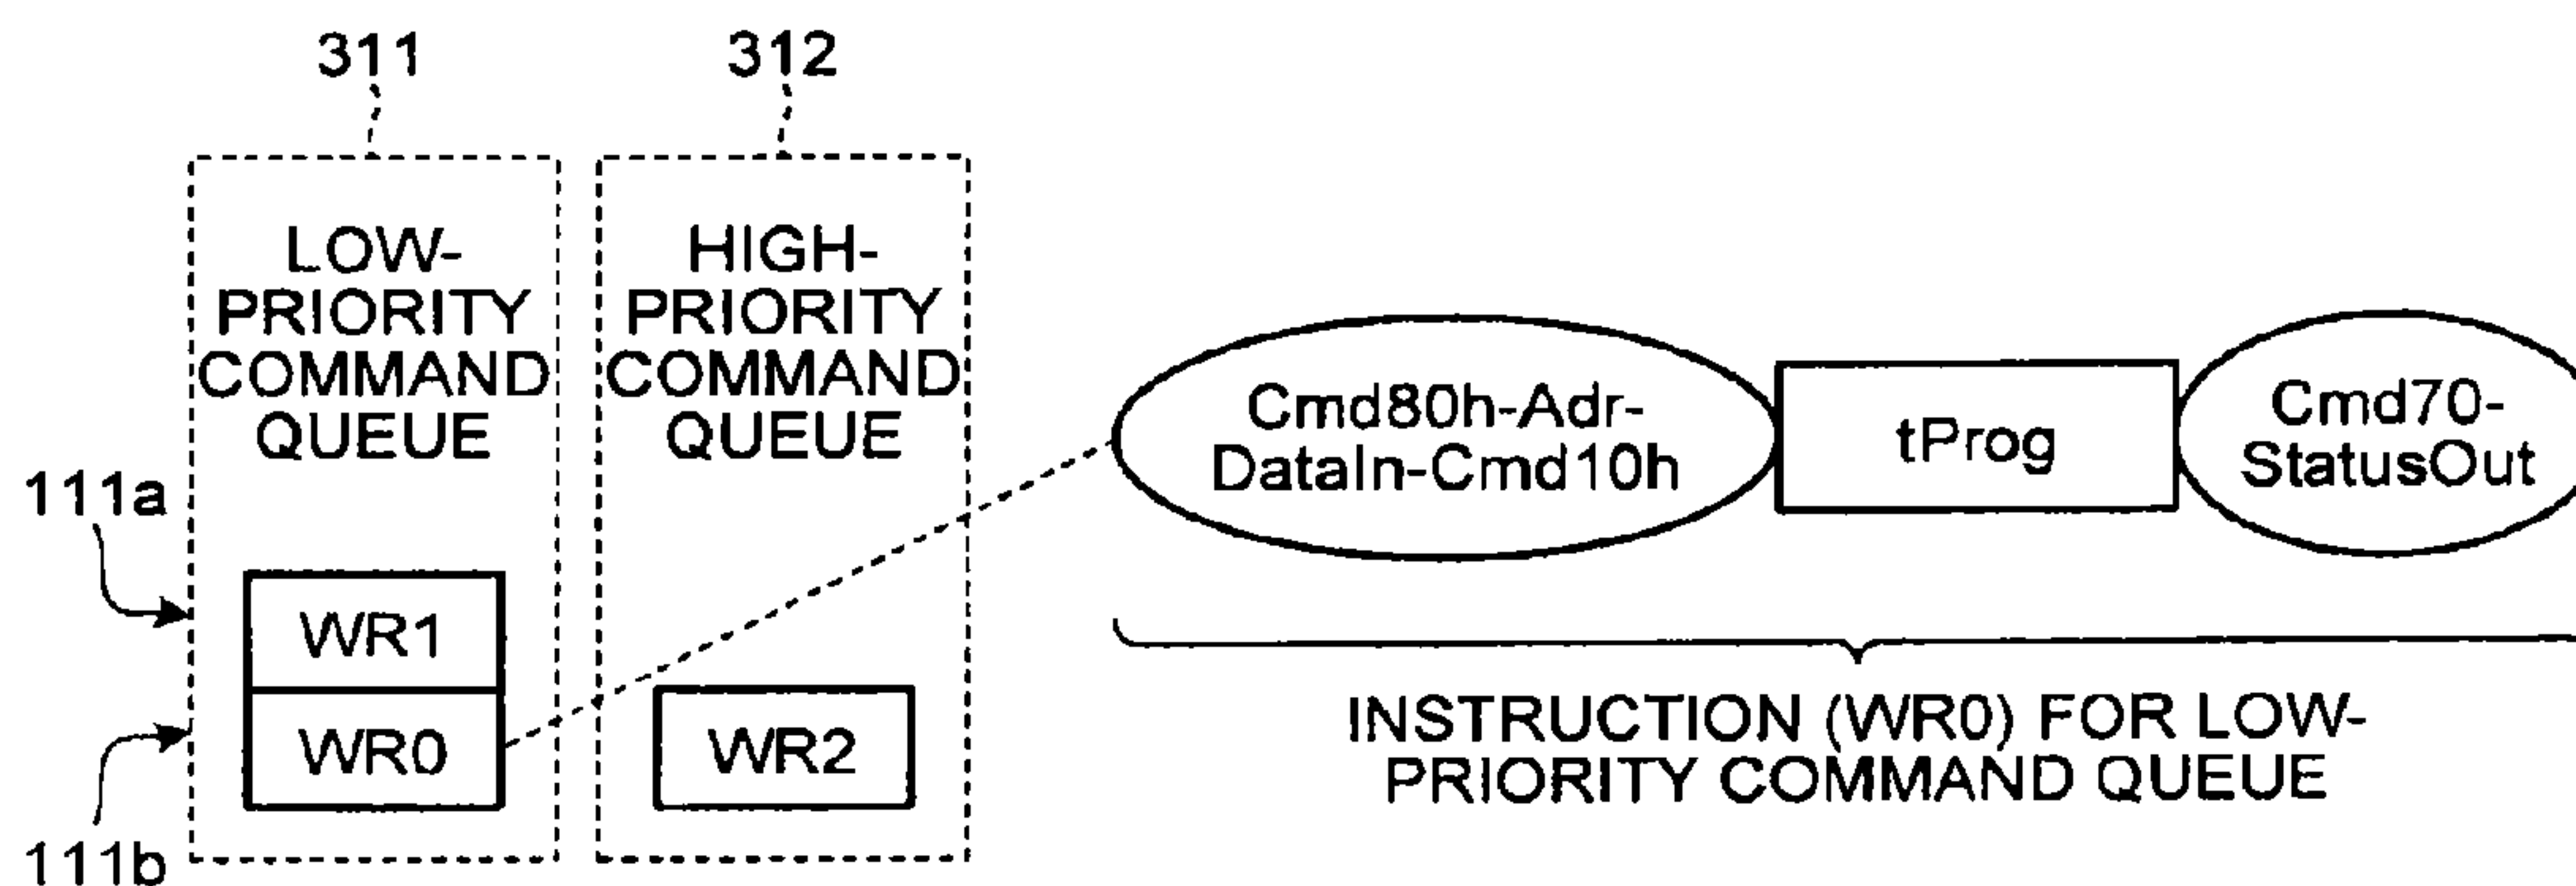 311
312
LOW-
PRIORITY
COMMAND
QUEUE
HIGH-
PRIORITY
COMMAND
QUEUE
Cmd80h-Adr-
DataIn-Cmd10h
tProg
Cmd70-
StatusOut
111a
WR1
WR0
111b
WR2
INSTRUCTION (WR0) FOR LOW-
PRIORITY COMMAND QUEUE